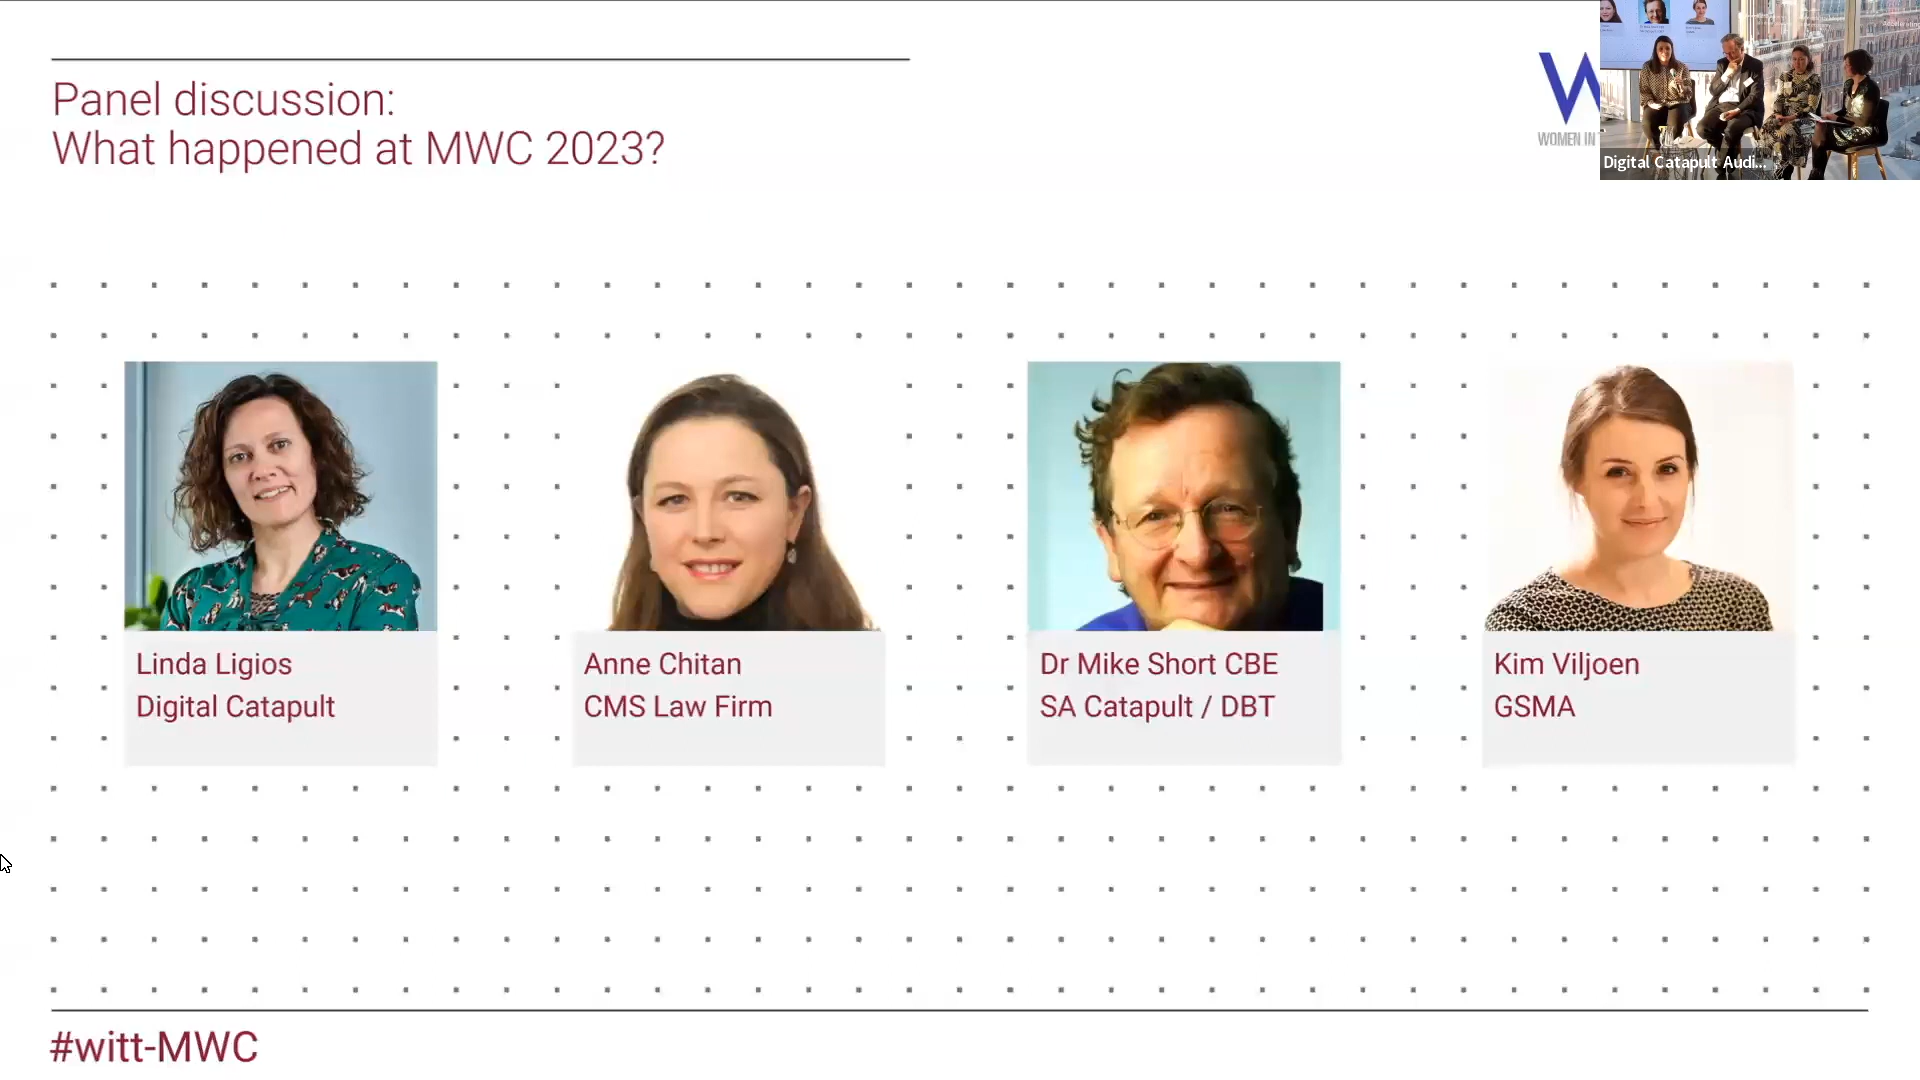 Panel discussion:
What happened at MWC 2023?
WOMEN IN
Digital Catapult Audi...
Linda Ligios
Digital Catapult
Anne Chitan
CMS Law Firm
Dr Mike Short CBE
SA Catapult / DBT
Kim Viljoen
GSMA
#witt-MWC